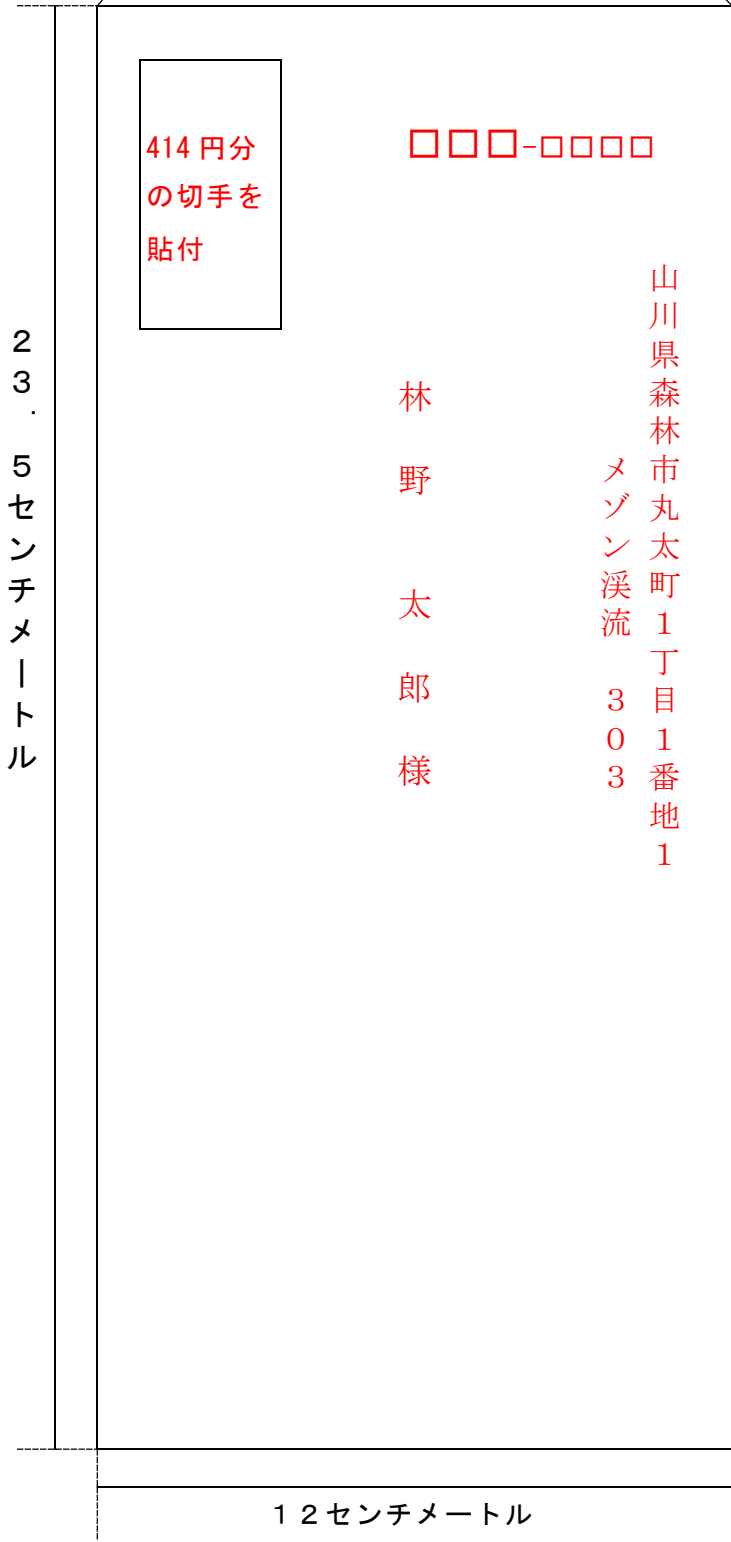 414円分
の切手を
貼付
□□□-□□□□
山川県森林市丸太町1丁目1番地1
メゾン渓流 303
林野 太郎様
23.5センチメートル
12センチメートル